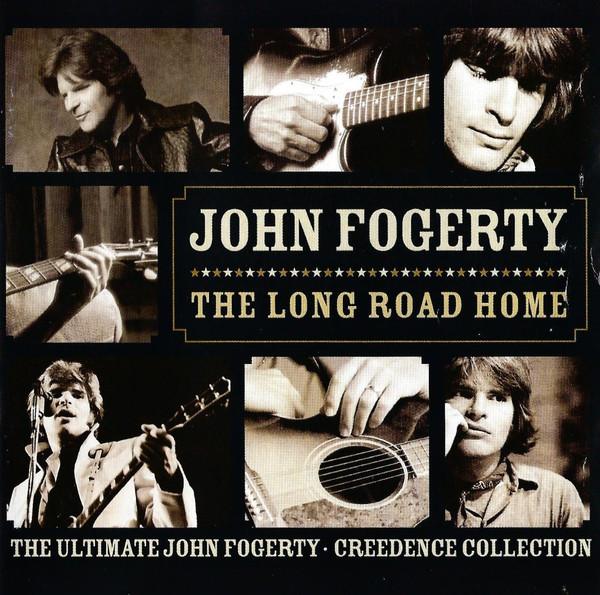 JOHN FOGERTY
THE LONG ROAD HOME
THE ULTIMATE JOHN FOGERTY · CREEDENCE COLLECTION